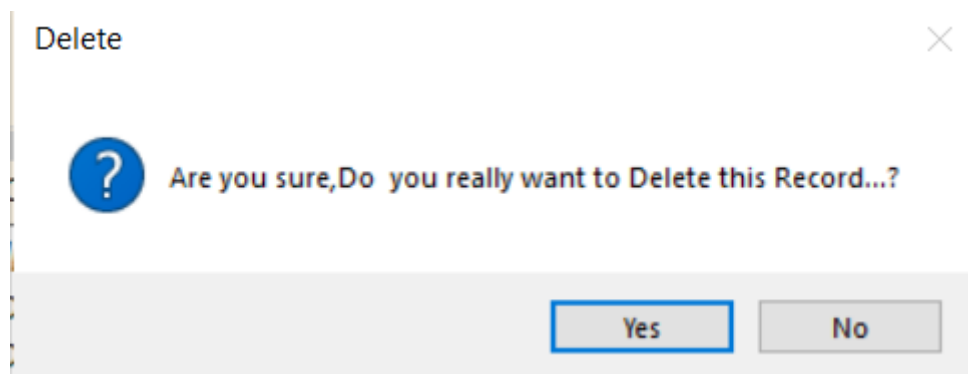 Delete
Are you sure,Do  you really want to Delete this Record...?
Yes
No